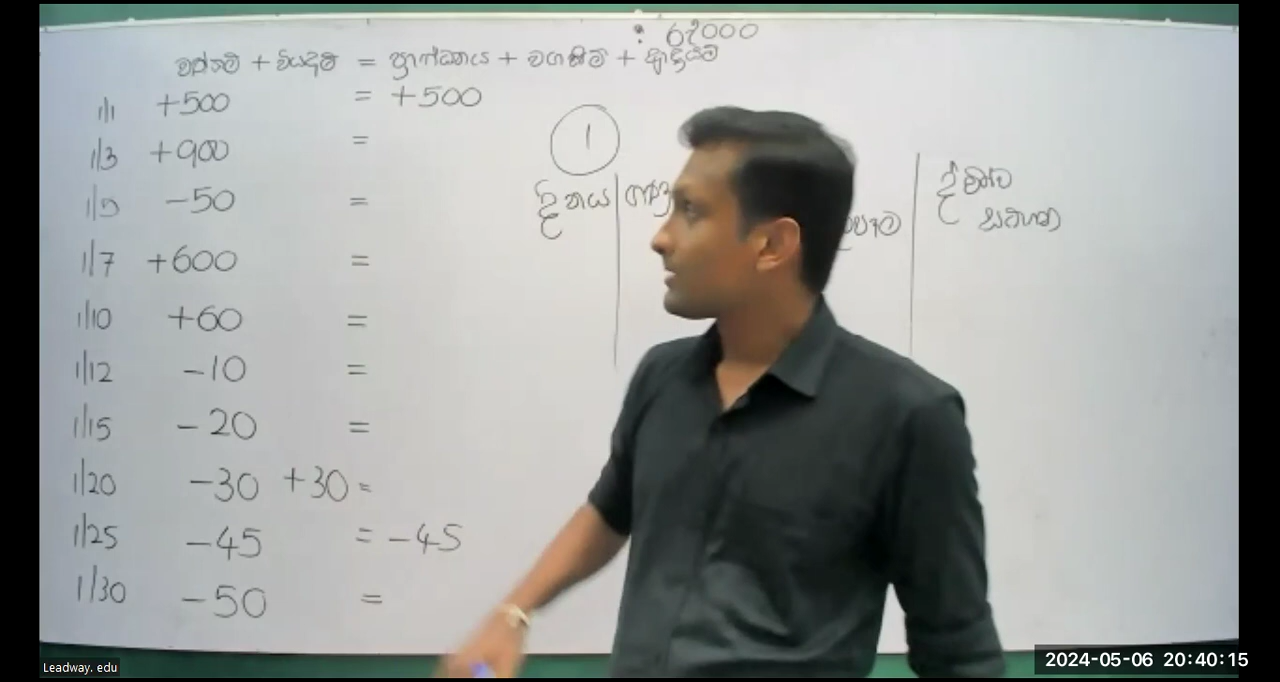 : රු'000
වත්කම් + වියදම් = ප්‍රාග්ධනය + වගකීම් + ආදායම්
1/1 +500 = +500
1/3 +900 =
1/5 -50 =
1/7 +600 =
1/10 +60 =
1/12 -10 =
1/15 -20 =
1/20 -30 +30 =
1/25 -45 = -45
1/30 -50 =
1
දිනය
සටහන
Leadway. edu
2024-05-06 20:40:15